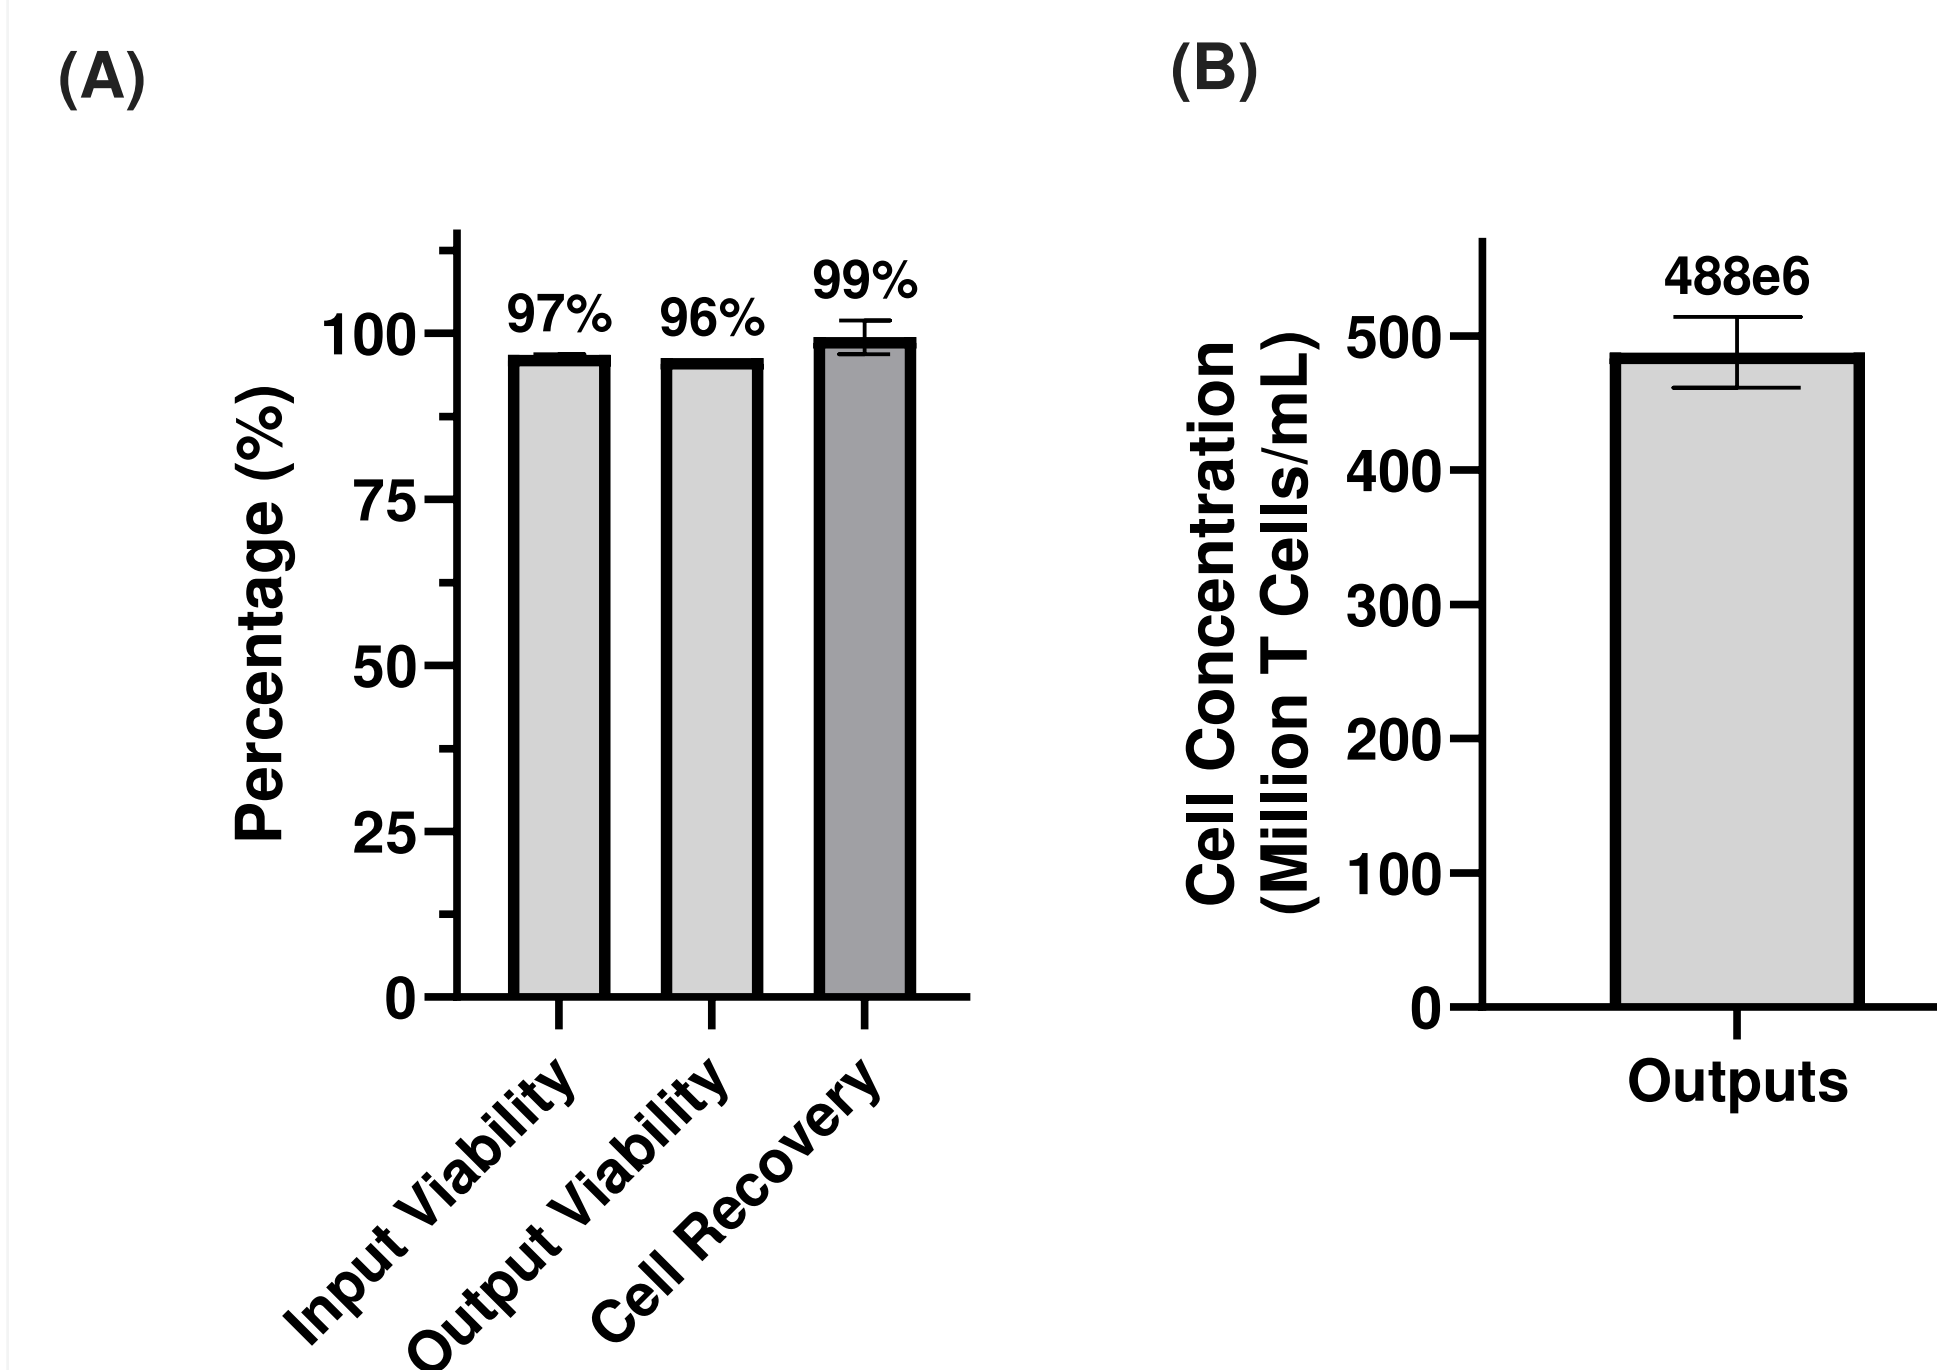 (A)
97%
96%
99%
100
75
50
25
0
Percentage (%)
Input Viability
Output Viability
Cell Recovery
(B)
488e6
500
400
300
200
100
0
Cell Concentration
(Million T Cells/mL)
Outputs